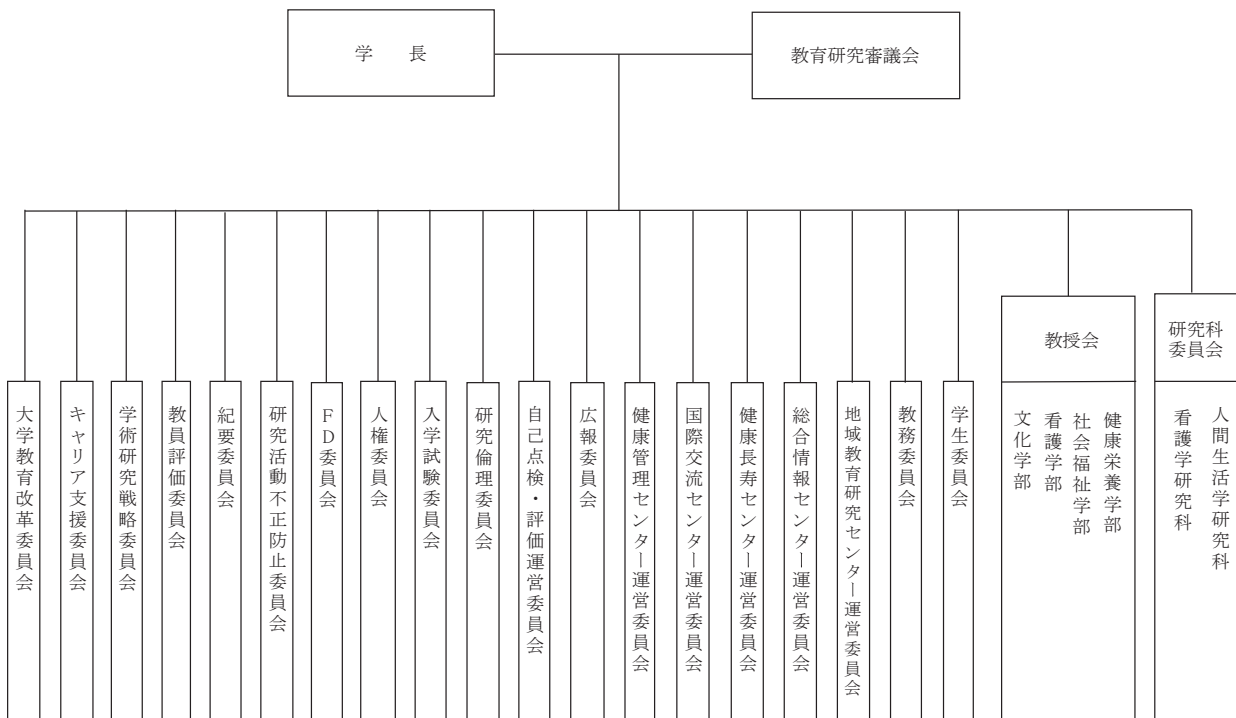 学　長
教育研究審議会
大学教育改革委員会
キャリア支援委員会
学術研究戦略委員会
教員評価委員会
紀要委員会
研究活動不正防止委員会
FD委員会
人権委員会
入学試験委員会
研究倫理委員会
自己点検・評価運営委員会
広報委員会
健康管理センター運営委員会
国際交流センター運営委員会
健康長寿センター運営委員会
総合情報センター運営委員会
地域教育研究センター運営委員会
教務委員会
学生委員会
教授会
健康栄養学部
社会福祉学部
看護学部
文化学部
研究科
委員会
人間生活学研究科
看護学研究科